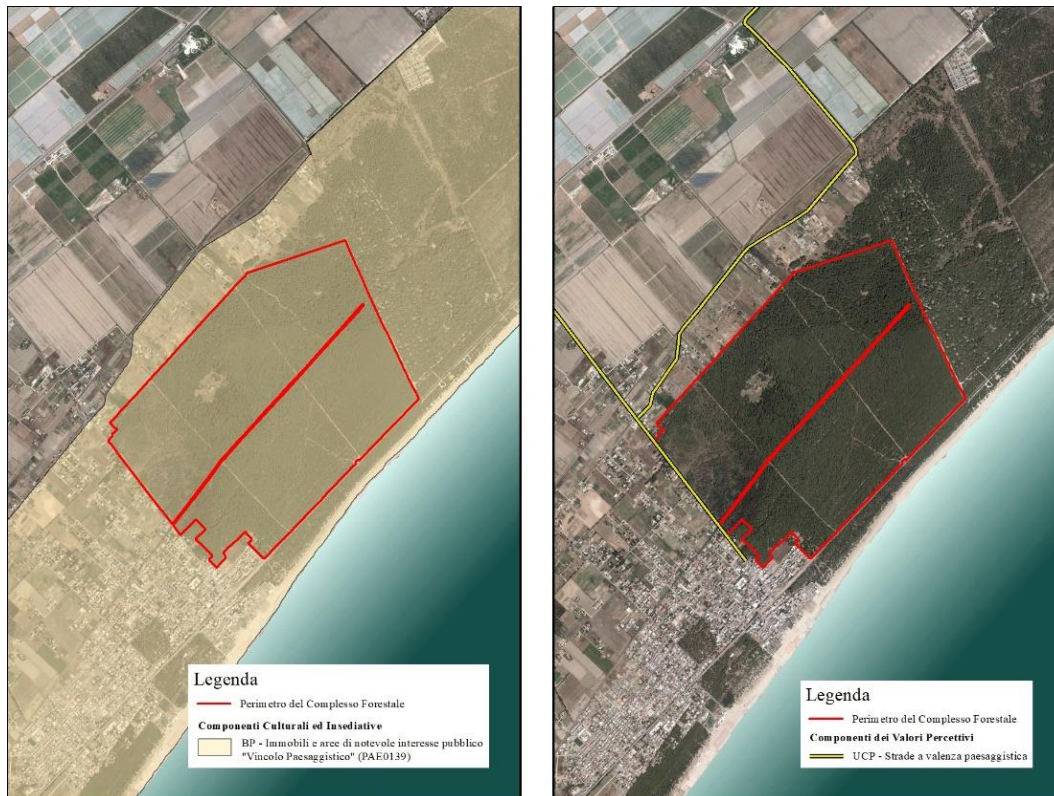 Legenda
Perimetro del Complesso Forestale
Componenti Culturali ed Insediative
BP - Immobili e aree di notevole interesse pubblico
"Vincolo Paesaggistico" (PAE0139)
Legenda
Perimetro del Complesso Forestale
Componenti dei Valori Percettivi
UCP - Strade a valenza paesaggistica